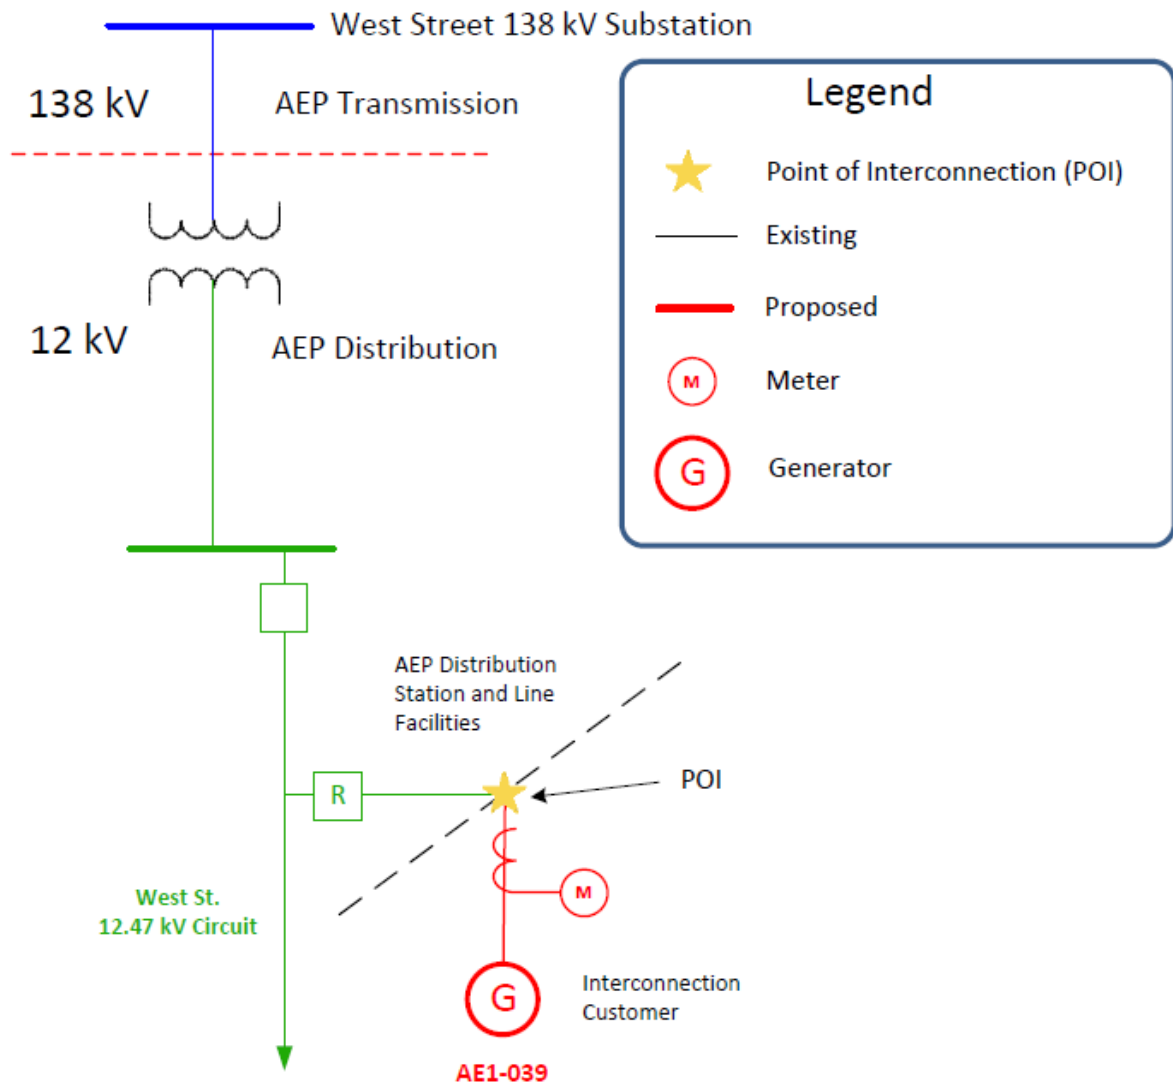 West Street 138 kV Substation
138 kV
AEP Transmission
12 kV
AEP Distribution
Legend
Point of Interconnection (POI)
Existing
Proposed
M
Meter
G
Generator
AEP Distribution
Station and Line
Facilities
POI
R
M
West St.
12.47 kV Circuit
G
Interconnection
Customer
AE1-039